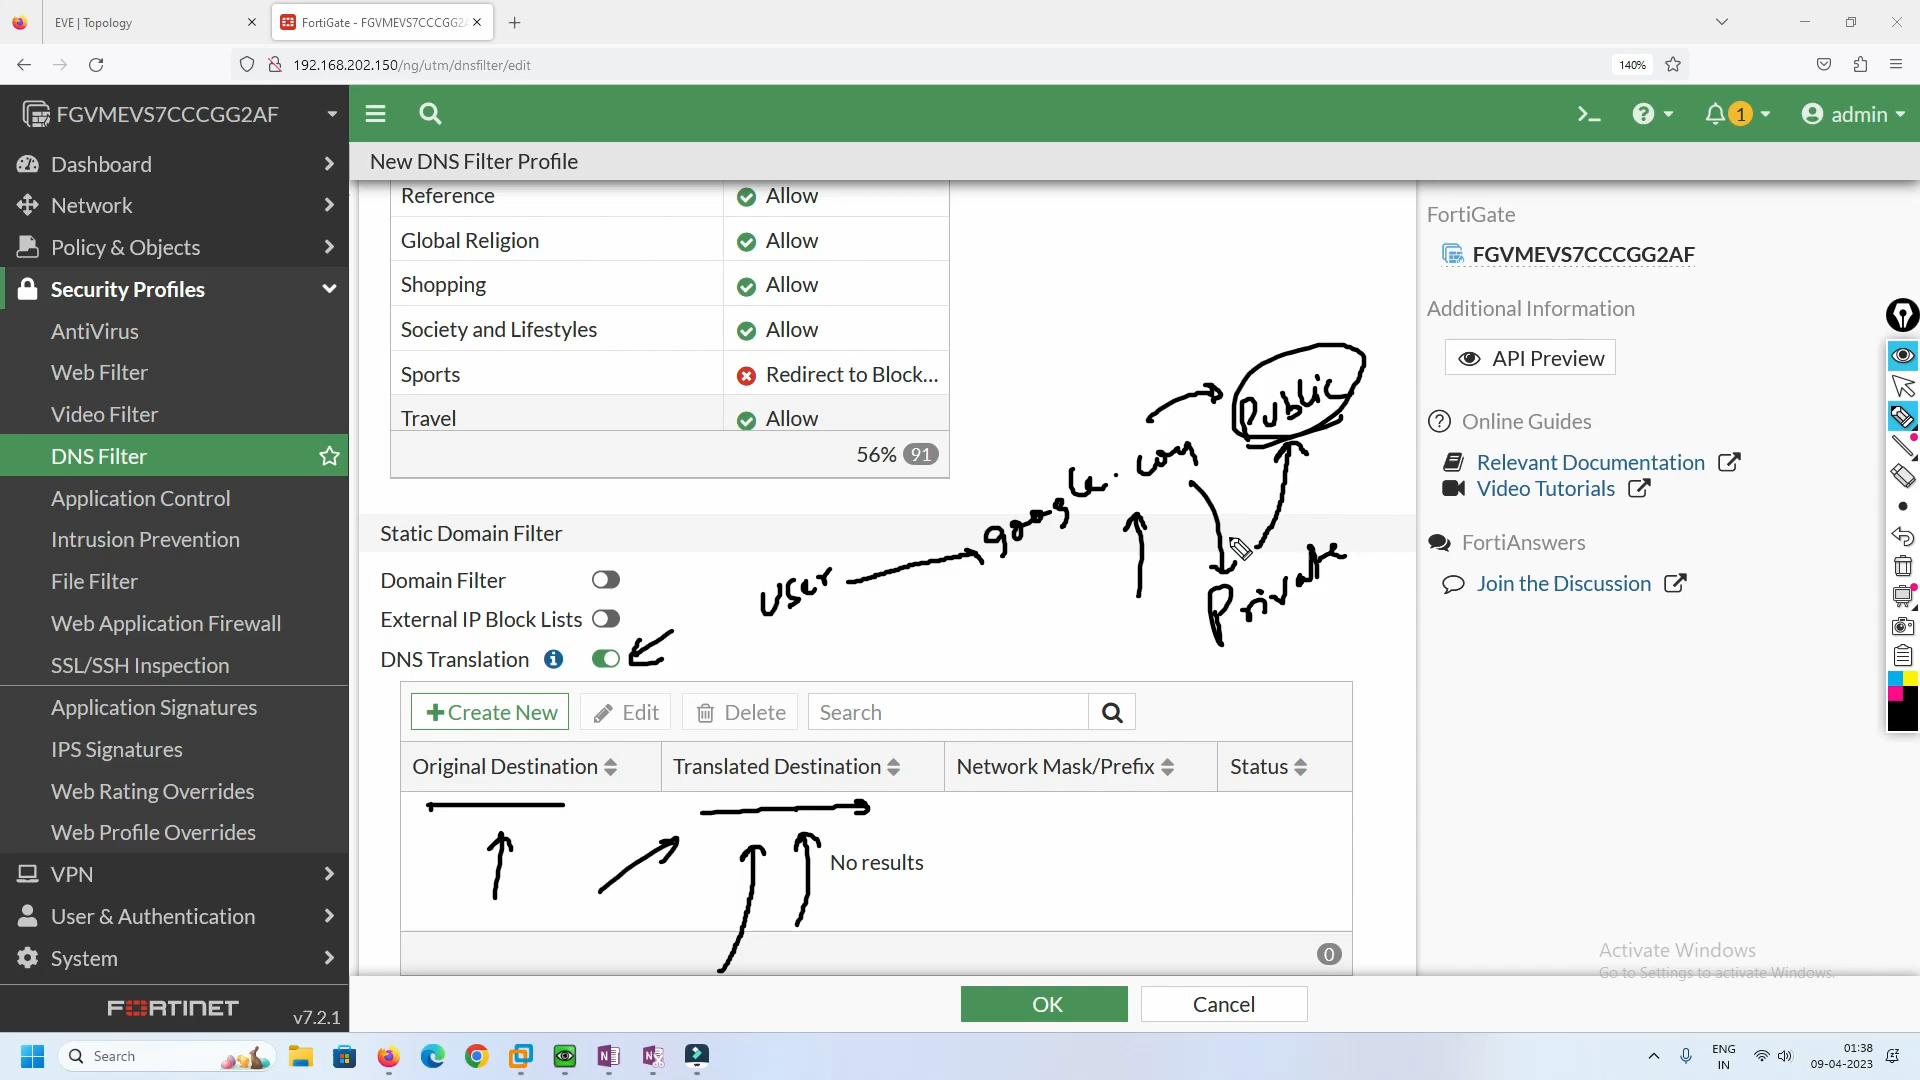 EVE | Topology
FortiGate - FGVMEVS7CCCGG2
192.168.202.150/ng/utm/dnsfilter/edit
140%
FGVMEVS7CCCGG2AF
1
admin
Dashboard
Network
Policy & Objects
Security Profiles
AntiVirus
Web Filter
Video Filter
DNS Filter
Application Control
Intrusion Prevention
File Filter
Email Filter
Web Application Firewall
SSL/SSH Inspection
Application Signatures
IPS Signatures
Web Rating Overrides
Web Profile Overrides
VPN
User & Authentication
System
FORTINET
v7.2.1
New DNS Filter Profile
Reference Allow
Global Religion Allow
Shopping Allow
Society and Lifestyles Allow
Sports Redirect to Block...
Travel Allow
56% 91
Static Domain Filter
Domain Filter
External IP Block Lists
DNS Translation
Create New Edit Delete Search
Original Destination Translated Destination Network Mask/Prefix Status
No results
0
OK Cancel
User
google.com
Public
Private
FortiGate
FGVMEVS7CCCGG2AF
Additional Information
API Preview
Online Guides
Relevant Documentation
Video Tutorials
FortiAnswers
Join the Discussion
Activate Windows
Go to Settings to activate Windows.
Search
ENG
IN
01:38
09-04-2023